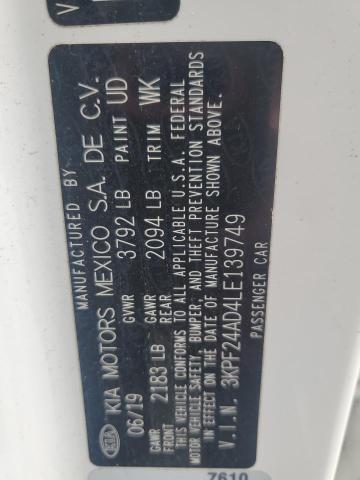 MANUFACTURED BY
KIA KIA MOTORS MEXICO S.A. DE C.V.
06/19 GVWR 3792 LB PAINT UD
GAWR FRONT 2183 LB GAWR REAR 2094 LB TRIM WK
THIS VEHICLE CONFORMS TO ALL APPLICABLE U.S.A. FEDERAL
MOTOR VEHICLE SAFETY, BUMPER, AND THEFT PREVENTION STANDARDS
IN EFFECT ON THE DATE OF MANUFACTURE SHOWN ABOVE.
V.I.N. 3KPF24AD4LE139749
PASSENGER CAR
7610